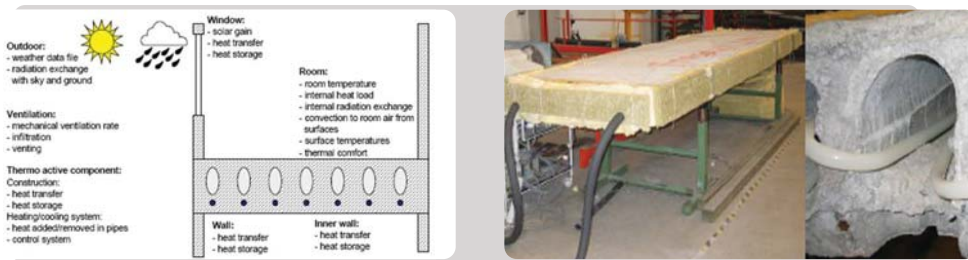 Outdoor:
- weather data file
- radiation exchange
with sky and ground
Ventilation:
- mechanical ventilation rate
- infiltration
- venting
Thermo active component:
Construction:
- heat transfer
- heat storage
Heating/cooling system:
- heat added/removed in pipes
- control system
Window:
- solar gain
- heat transfer
- heat storage
Room:
- room temperature
- internal heat load
- internal radiation exchange
- convection to room air from
surfaces
- surface temperatures
- thermal comfort
Wall:
- heat transfer
- heat storage
Inner wall:
- heat transfer
- heat storage